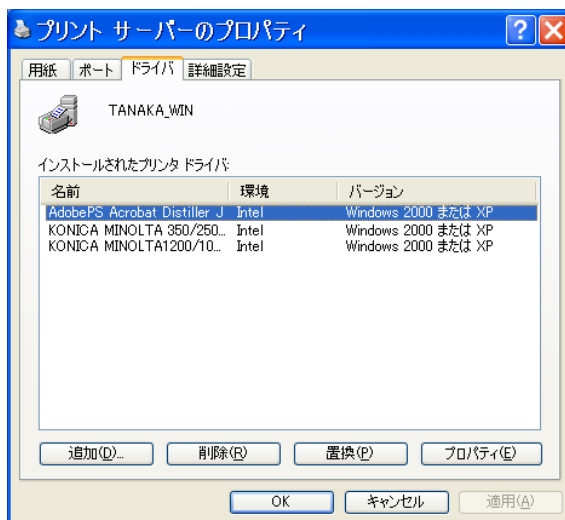 プリント サーバーのプロパティ
用紙 ポート ドライバ 詳細設定
TANAKA_WIN
インストールされたプリンタ ドライバ:
名前 環境 バージョン
AdobePS Acrobat Distiller J Intel Windows 2000 または XP
KONICA MINOLTA 350/250... Intel Windows 2000 または XP
KONICA MINOLTA1200/10... Intel Windows 2000 または XP
追加(D)... 削除(R) 置換(P) プロパティ(E)
OK キャンセル 適用(A)